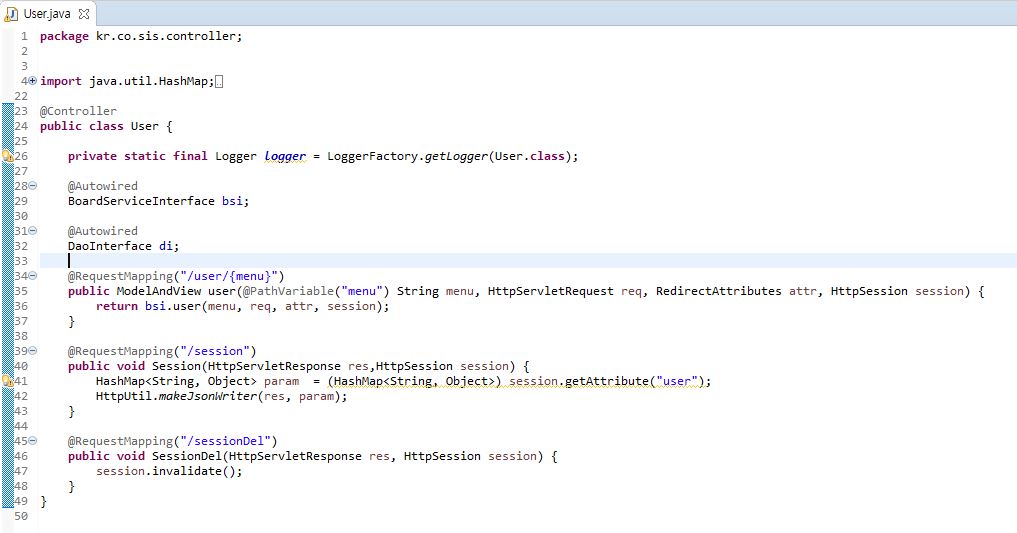 User.java
1 package kr.co.sis.controller;
2
3
4 import java.util.HashMap;
22
23 @Controller
24 public class User {
25
26 private static final Logger logger = LoggerFactory.getLogger(User.class);
27
28 @Autowired
29 BoardServiceInterface bsi;
30
31 @Autowired
32 DaoInterface di;
33
34 @RequestMapping("/user/{menu}")
35 public ModelAndView user(@PathVariable("menu") String menu, HttpServletRequest req, RedirectAttributes attr, HttpSession session) {
36 return bsi.user(menu, req, attr, session);
37 }
38
39 @RequestMapping("/session")
40 public void Session(HttpServletResponse res,HttpSession session) {
41 HashMap<String, Object> param  = (HashMap<String, Object>) session.getAttribute("user");
42 HttpUtil.makeJsonWriter(res, param);
43 }
44
45 @RequestMapping("/sessionDel")
46 public void SessionDel(HttpServletResponse res, HttpSession session) {
47 session.invalidate();
48 }
49 }
50